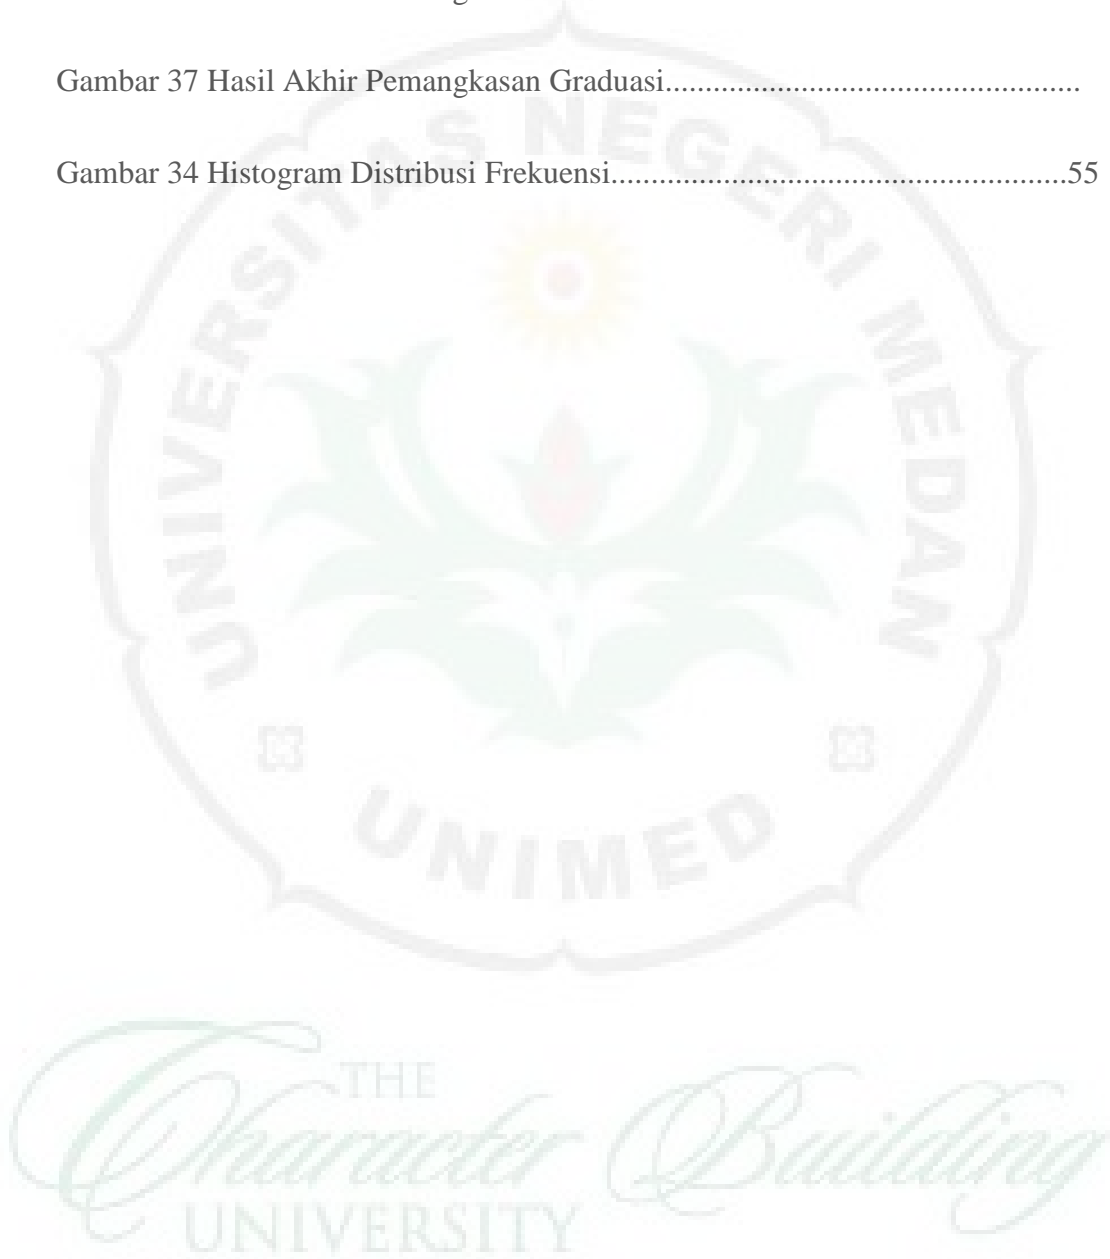 Gambar 37 Hasil Akhir Pemangkasan Graduasi....................................................
Gambar 34 Histogram Distribusi Frekuensi.........................................................55
UNIVERSITAS NEGERI MEDAN
UNIMED
THE
Character Building
UNIVERSITY